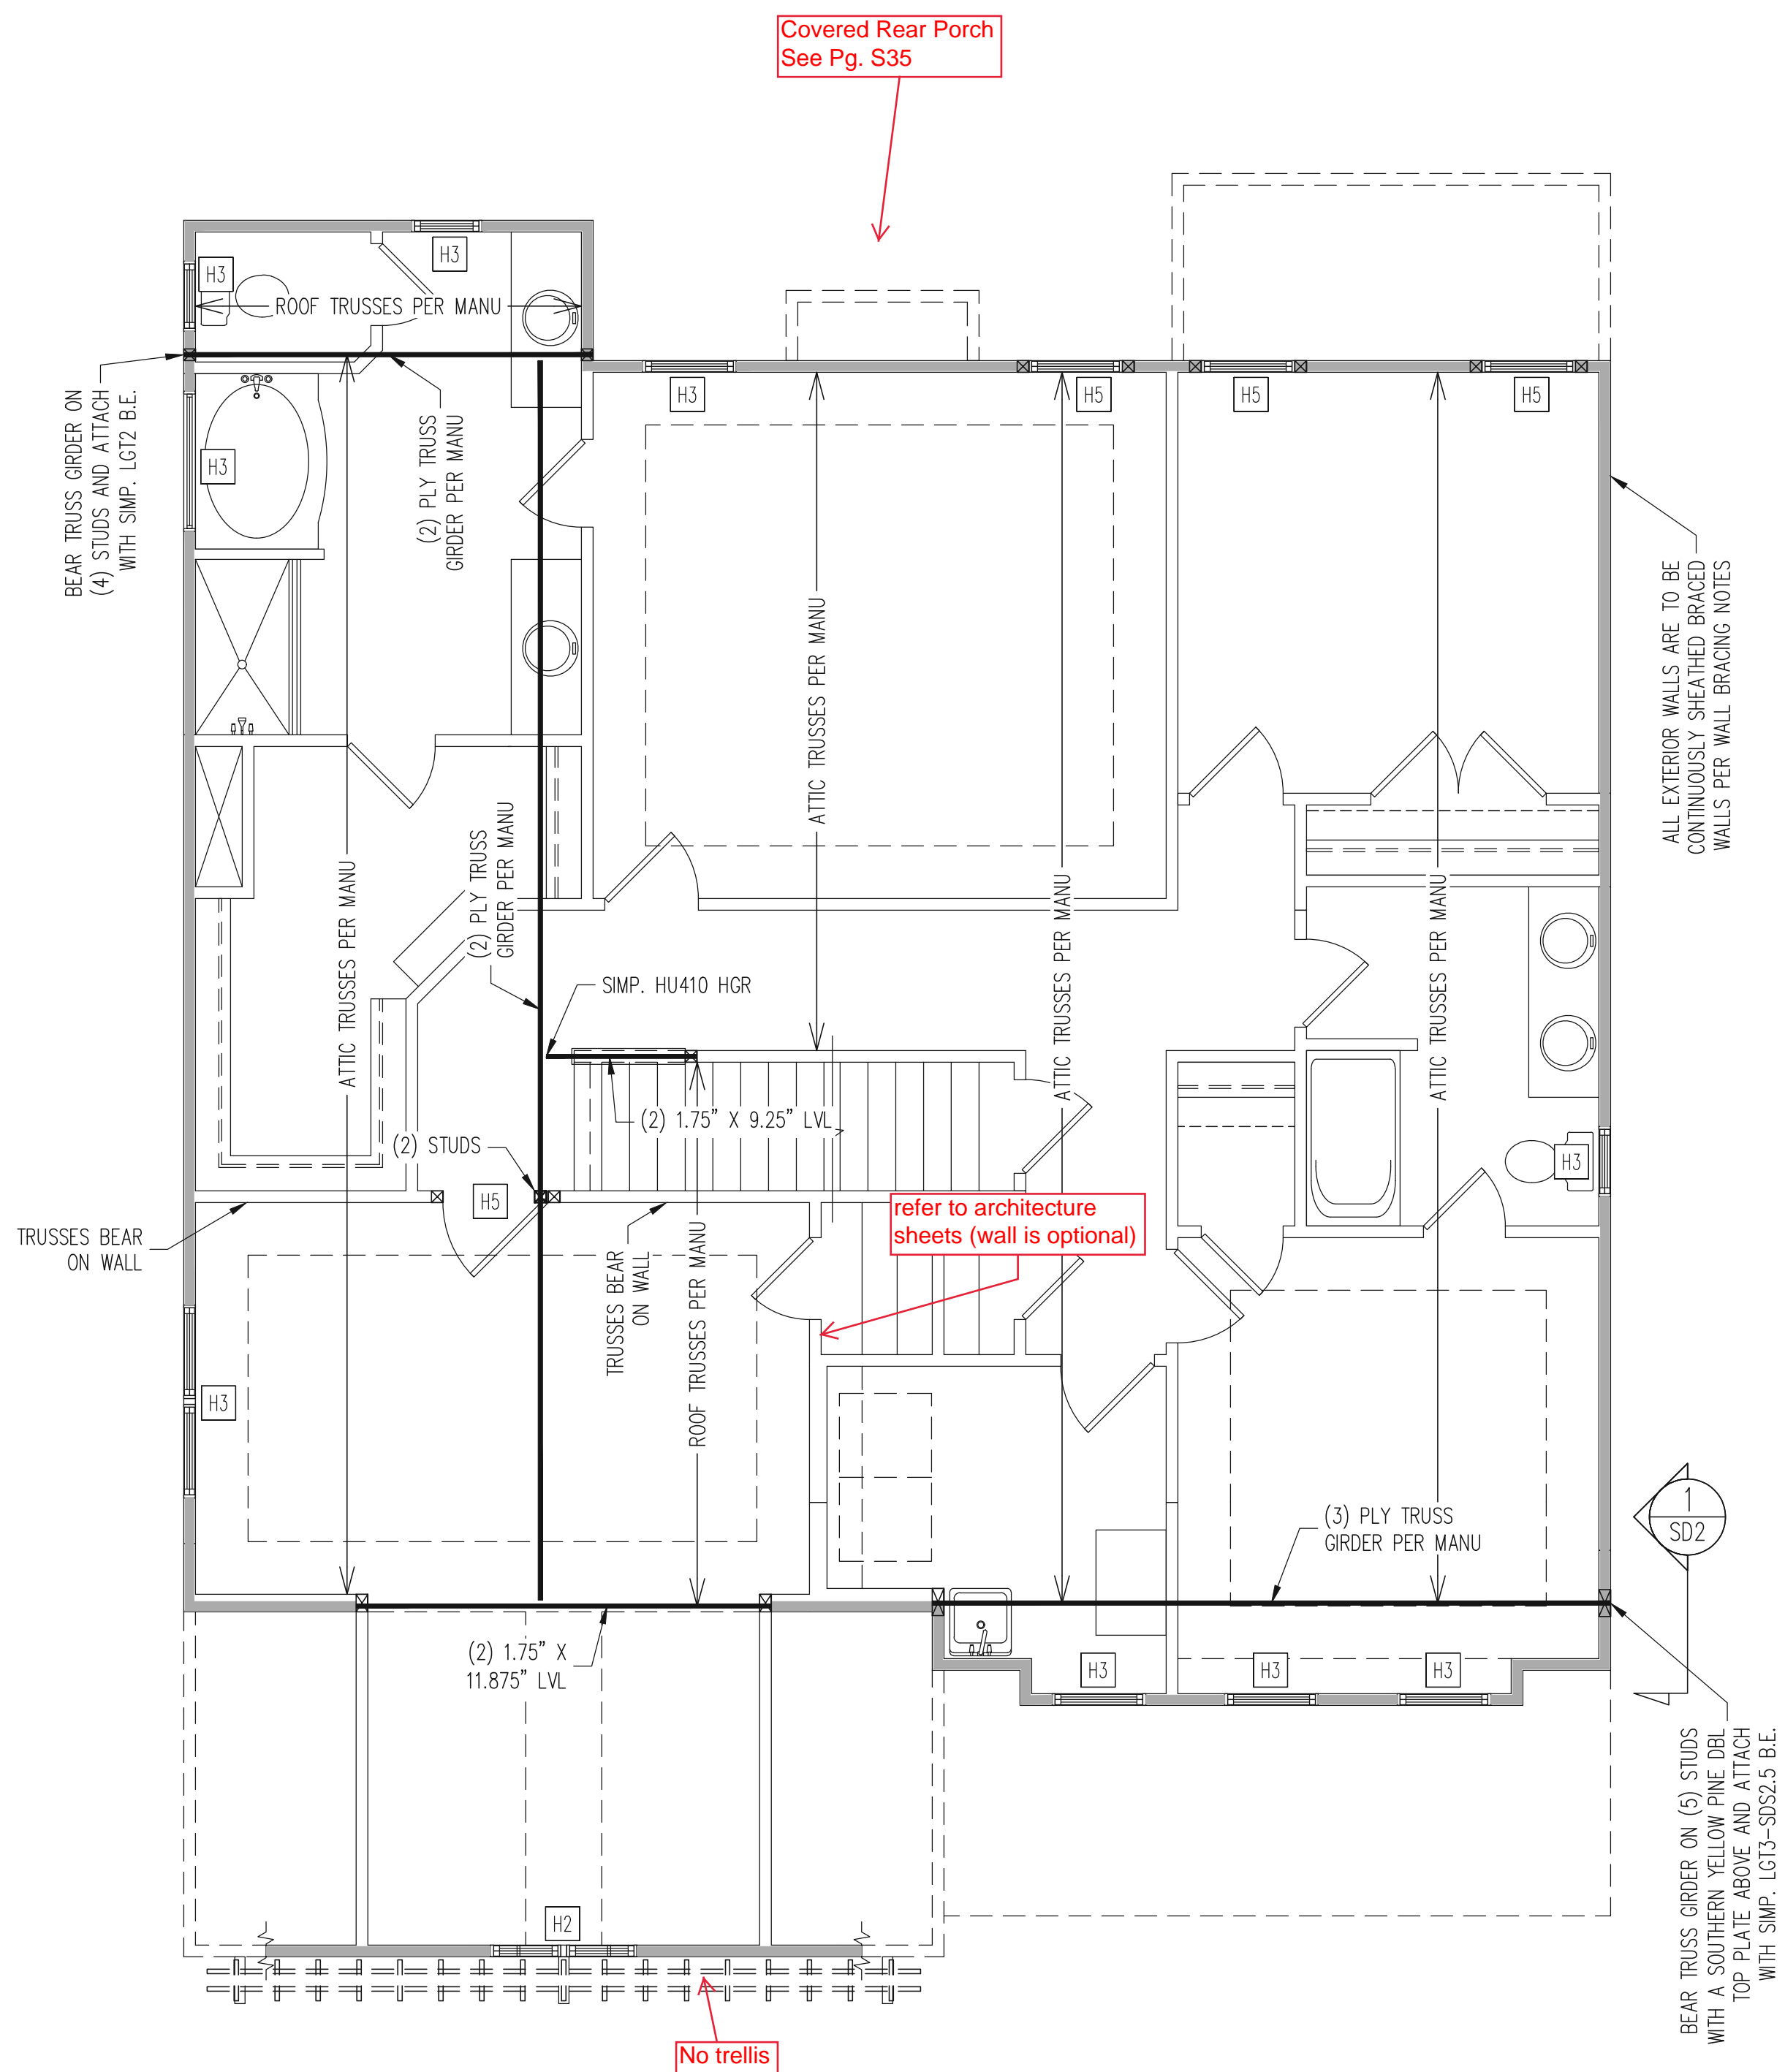 Covered Rear Porch
See Pg. S35
H3
H3
ROOF TRUSSES PER MANU
BEAR TRUSS GIRDER ON
(4) STUDS AND ATTACH
WITH SIMP. LGT2 B.E.
H3
(2) PLY TRUSS
GIRDER PER MANU
H3
H5
H5
H5
ATTIC TRUSSES PER MANU
ALL EXTERIOR WALLS ARE TO BE
CONTINUOUSLY SHEATHED BRACED
WALLS PER WALL BRACING NOTES
ATTIC TRUSSES PER MANU
(2) PLY TRUSS
GIRDER PER MANU
ATTIC TRUSSES PER MANU
ATTIC TRUSSES PER MANU
SIMP. HU410 HGR
(2) 1.75" X 9.25" LVL
(2) STUDS
H5
H3
TRUSSES BEAR
ON WALL
refer to architecture
sheets (wall is optional)
TRUSSES BEAR
ON WALL
ROOF TRUSSES PER MANU
H3
(3) PLY TRUSS
GIRDER PER MANU
1
SD2
(2) 1.75" X
11.875" LVL
H3
H3
H3
BEAR TRUSS GIRDER ON (5) STUDS
WITH A SOUTHERN YELLOW PINE DBL
TOP PLATE ABOVE AND ATTACH
WITH SIMP. LGT3-SDS2.5 B.E.
H2
No trellis